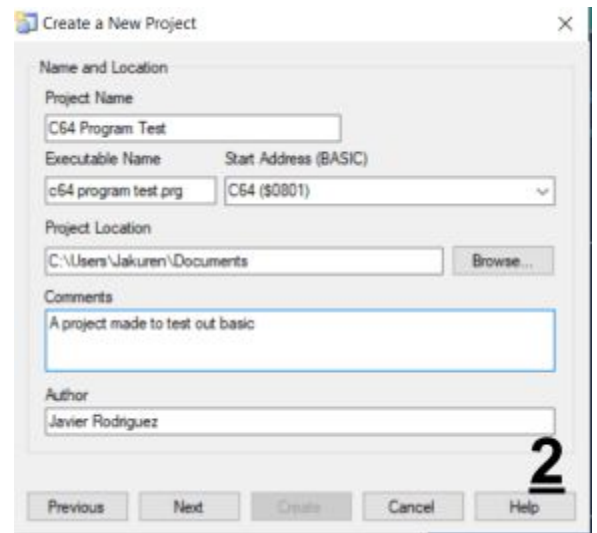 Create a New Project
Name and Location
Project Name
C64 Program Test
Executable Name Start Address (BASIC)
c64 program test.prg C64 ($0801)
Project Location
C:\Users\Jakuren\Documents Browse...
Comments
A project made to test out basic
Author
Javier Rodriguez
2
Previous Next Create Cancel Help